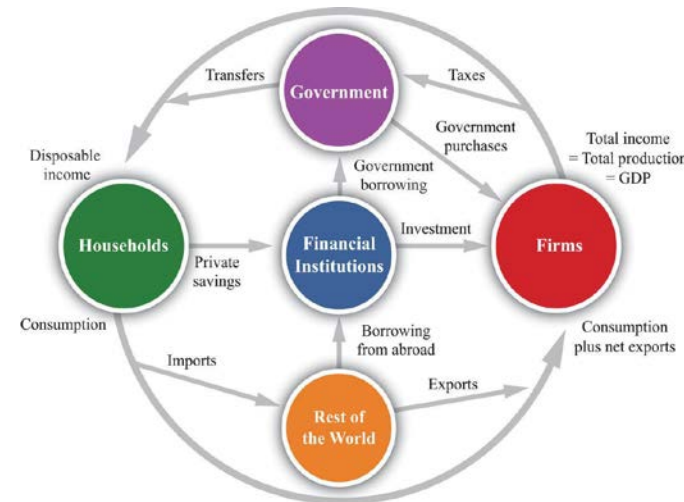 Transfers
Government
Taxes
Government
purchases
Total income
= Total production
= GDP
Disposable
income
Government
borrowing
Households
Private
savings
Financial
Institutions
Investment
Firms
Consumption
Borrowing
from abroad
Consumption
plus net exports
Imports
Exports
Rest of
the World